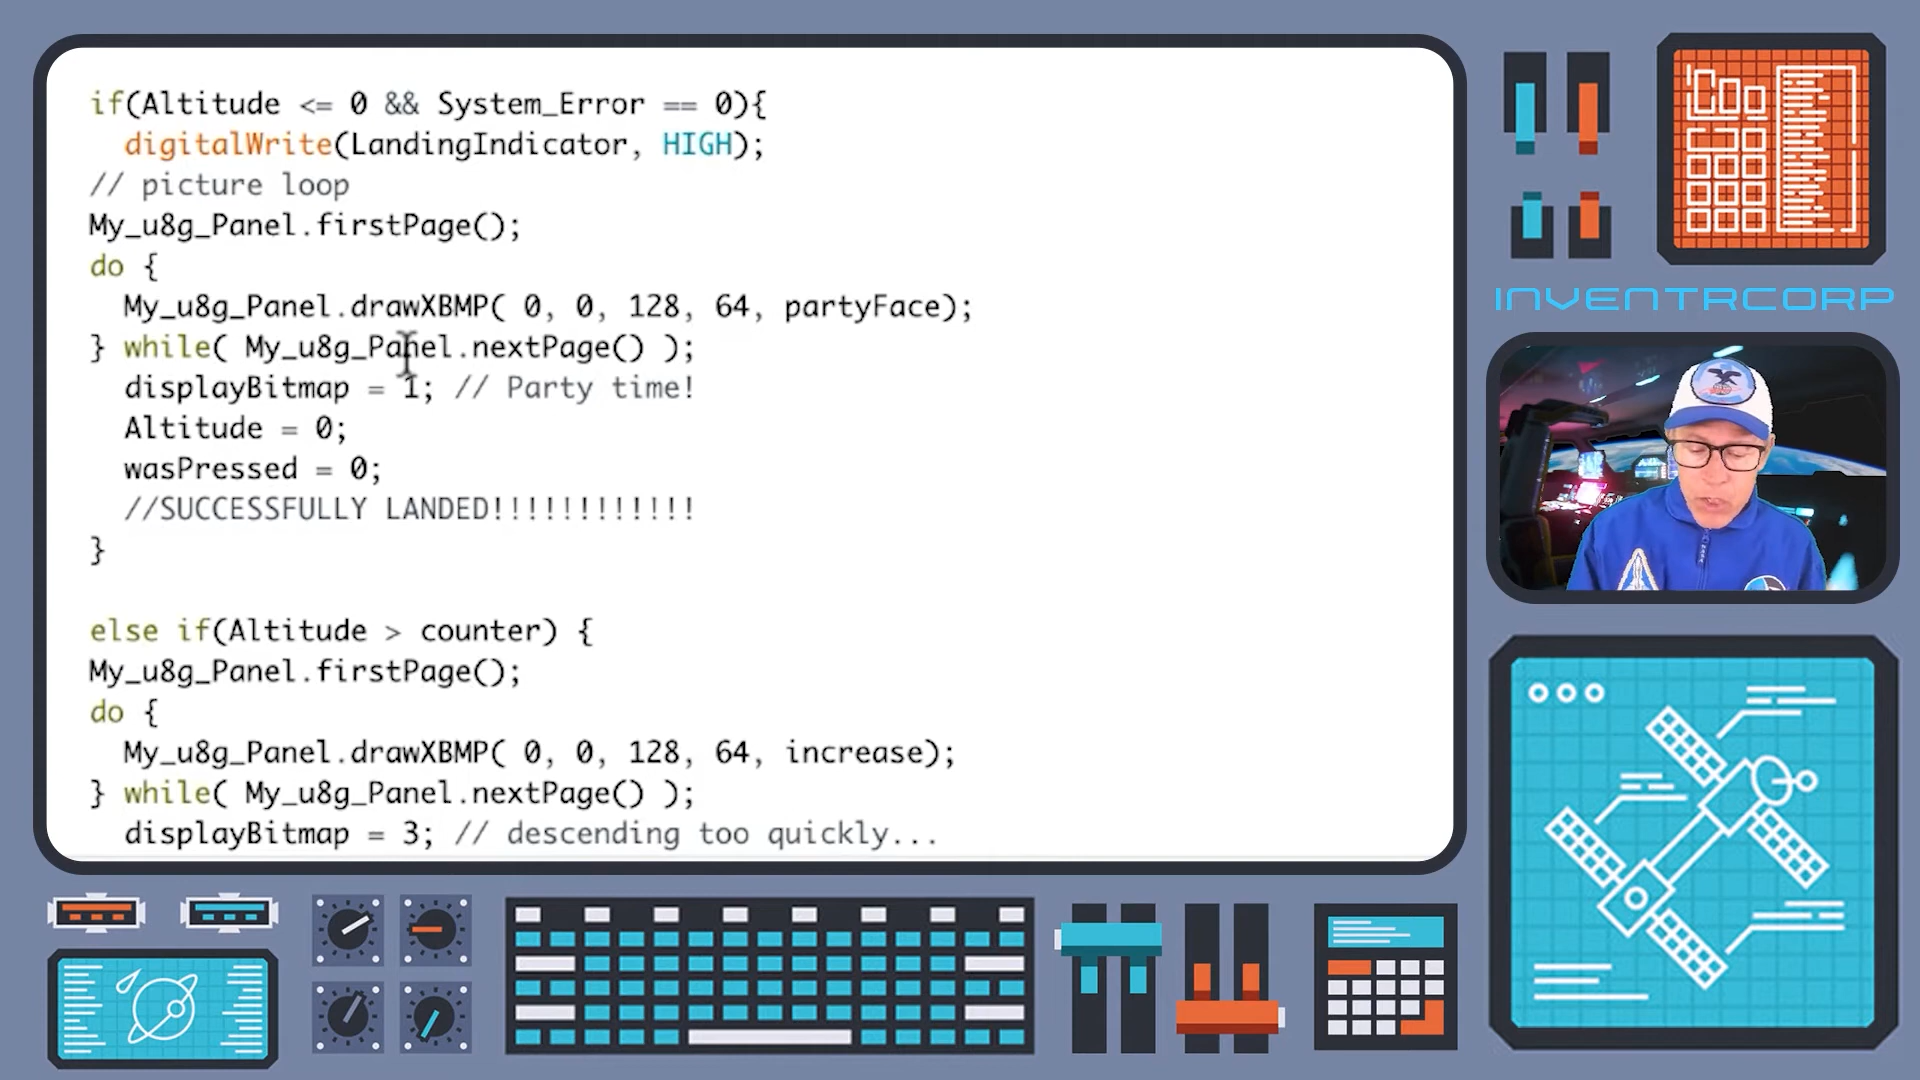 if(Altitude <= 0 && System_Error == 0){
digitalWrite(LandingIndicator, HIGH);
// picture loop
My_u8g_Panel.firstPage();
do {
My_u8g_Panel.drawXBMP( 0, 0, 128, 64, partyFace);
} while( My_u8g_Panel.nextPage() );
displayBitmap = 1; // Party time!
Altitude = 0;
wasPressed = 0;
//SUCCESSFULLY LANDED!!!!!!!!!!!!
}
else if(Altitude > counter) {
My_u8g_Panel.firstPage();
do {
My_u8g_Panel.drawXBMP( 0, 0, 128, 64, increase);
} while( My_u8g_Panel.nextPage() );
displayBitmap = 3; // descending too quickly...
INVENTRCORP